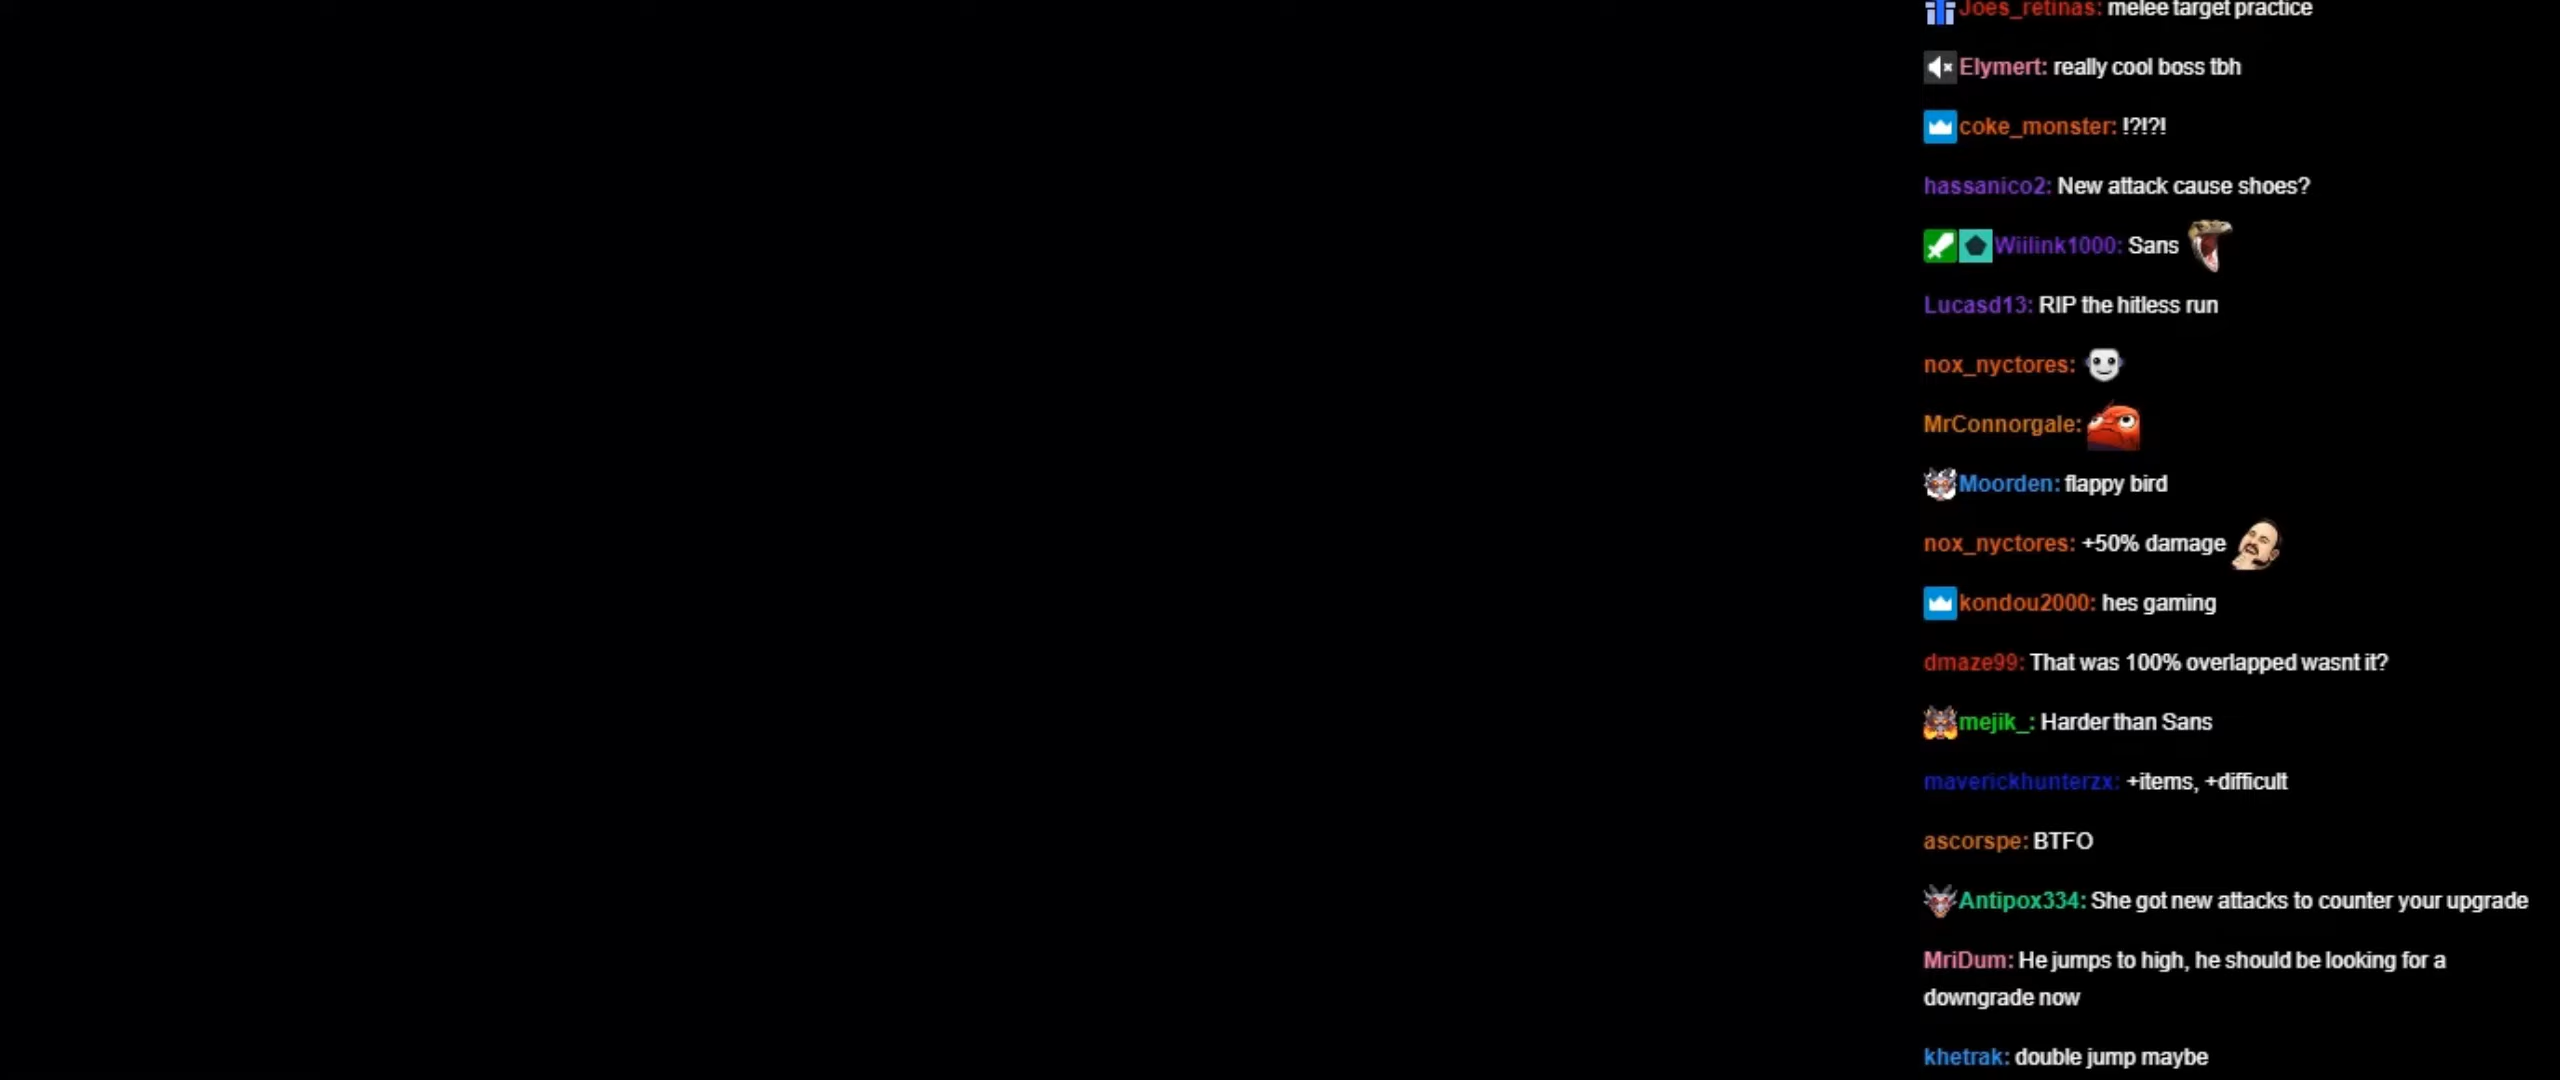 Joes_retinas: melee target practice
Elymert: really cool boss tbh
coke_monster: !?!?!
hassanico2: New attack cause shoes?
Wiilink1000: Sans
Lucasd13: RIP the hitless run
nox_nyctores:
MrConnorgale:
Moorden: flappy bird
nox_nyctores: +50% damage
kondou2000: hes gaming
dmaze99: That was 100% overlapped wasnt it?
mejik_: Harder than Sans
maverickhunterzx: +items, +difficult
ascorspe: BTFO
Antipox334: She got new attacks to counter your upgrade
MriDum: He jumps to high, he should be looking for a
downgrade now
khetrak: double jump maybe